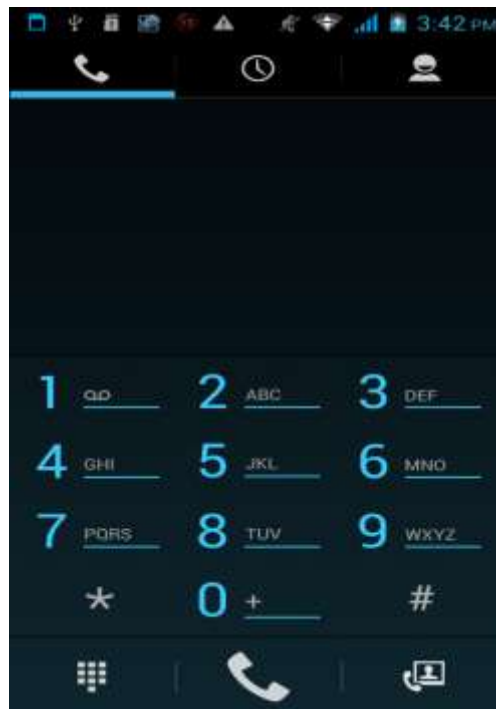 3:42 PM
1 2 ABC 3 DEF
4 GHI 5 JKL 6 MNO
7 PQRS 8 TUV 9 WXYZ
* 0 + #